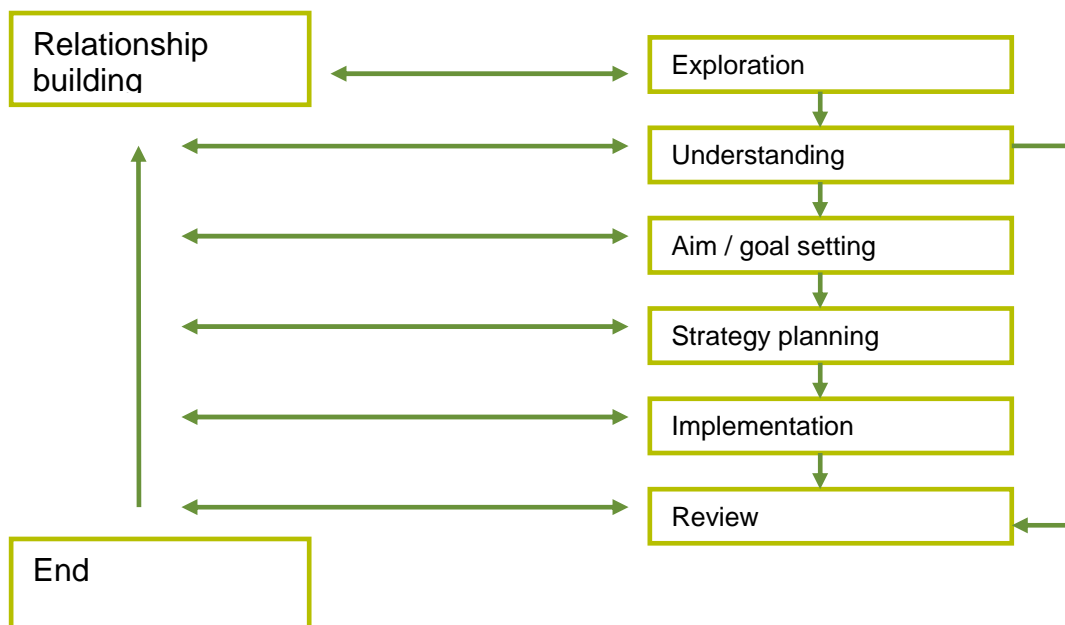 Relationship
building
Exploration
Understanding
Aim / goal setting
Strategy planning
Implementation
Review
End